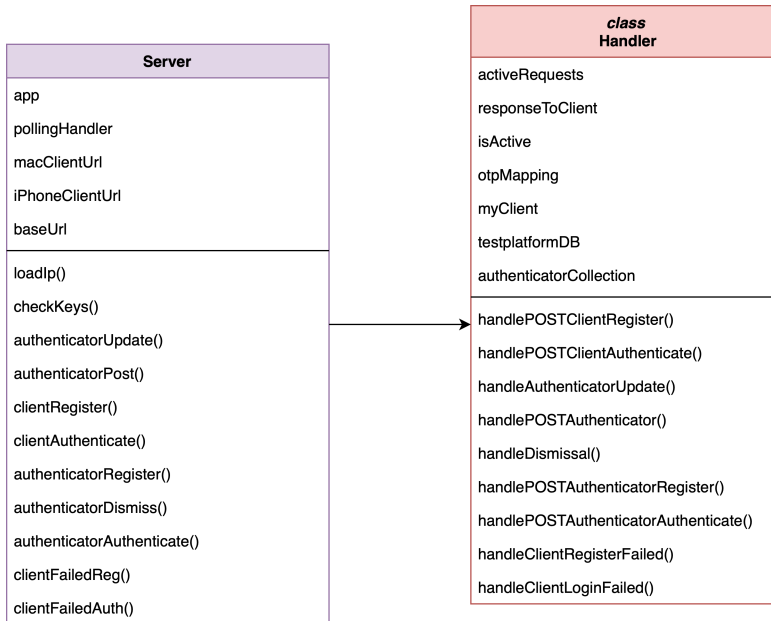 Server
app
pollingHandler
macClientUrl
iPhoneClientUrl
baseUrl
loadIp()
checkKeys()
authenticatorUpdate()
authenticatorPost()
clientRegister()
clientAuthenticate()
authenticatorRegister()
authenticatorDismiss()
authenticatorAuthenticate()
clientFailedReg()
clientFailedAuth()
class
Handler
activeRequests
responseToClient
isActive
otpMapping
myClient
testplatformDB
authenticatorCollection
handlePOSTClientRegister()
handlePOSTClientAuthenticate()
handleAuthenticatorUpdate()
handlePOSTAuthenticator()
handleDismissal()
handlePOSTAuthenticatorRegister()
handlePOSTAuthenticatorAuthenticate()
handleClientRegisterFailed()
handleClientLoginFailed()